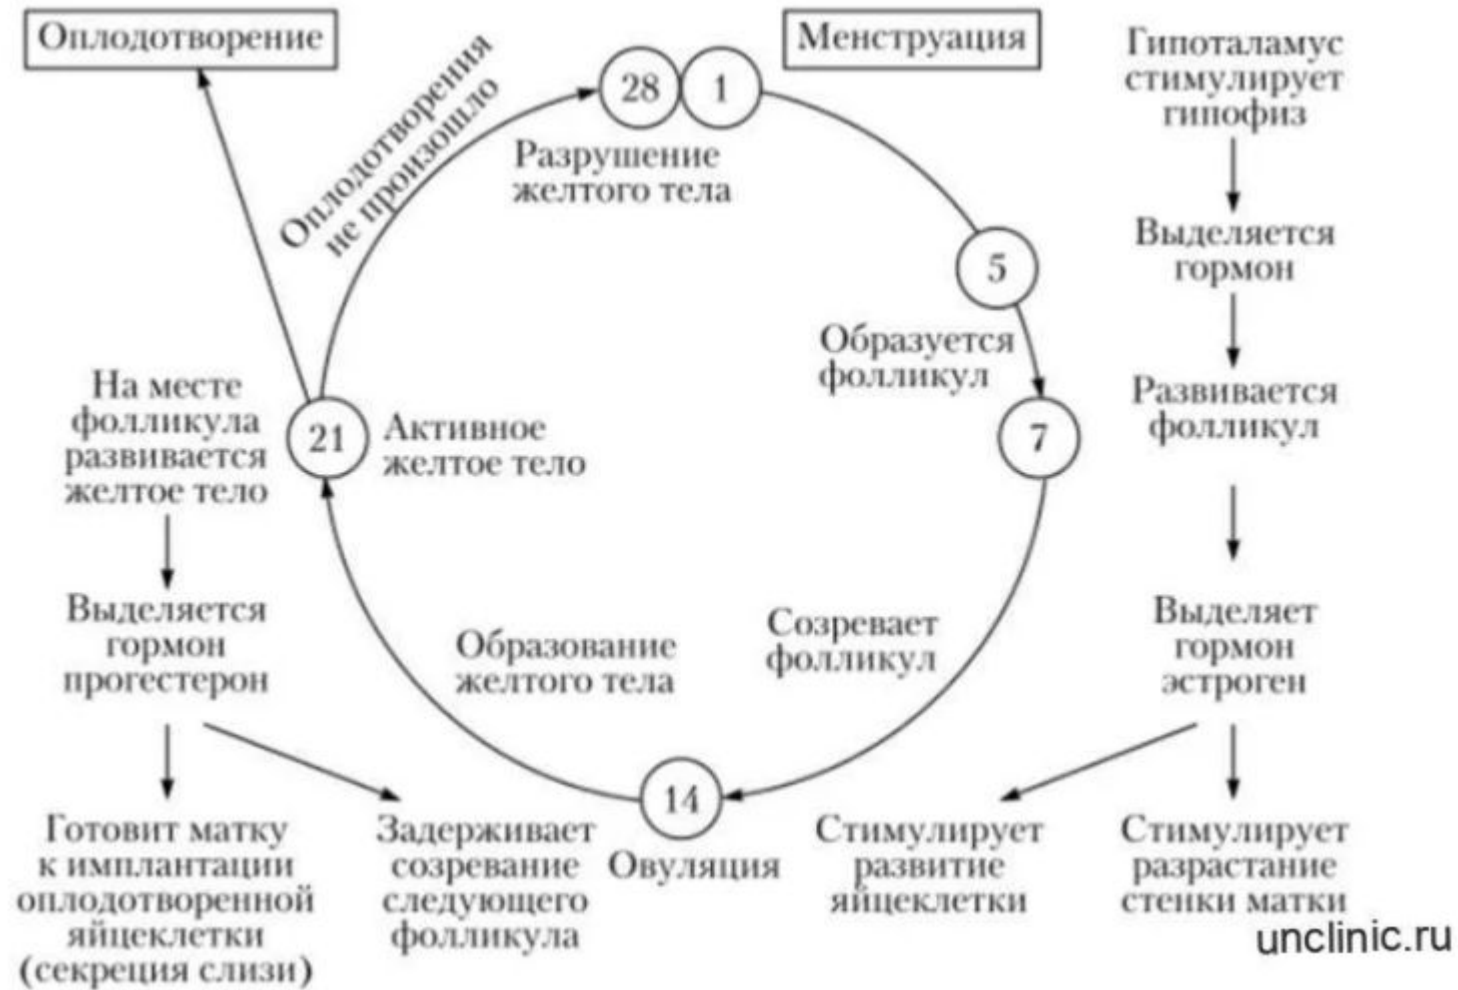 Оплодотворение
Менструация
Оплодотворения
не произошло
28
1
Разрушение
желтого тела
5
Образуется
фолликул
7
Созревает
фолликул
14
Овуляция
Образование
желтого тела
21
Активное
желтое тело
На месте
фолликула
развивается
желтое тело
Выделяется
гормон
прогестерон
Готовит матку
к имплантации
оплодотворенной
яйцеклетки
(секреция слизи)
Задерживает
созревание
следующего
фолликула
Гипоталамус
стимулирует
гипофиз
Выделяется
гормон
Развивается
фолликул
Выделяет
гормон
эстроген
Стимулирует
развитие
яйцеклетки
Стимулирует
разрастание
стенки матки
unclinic.ru